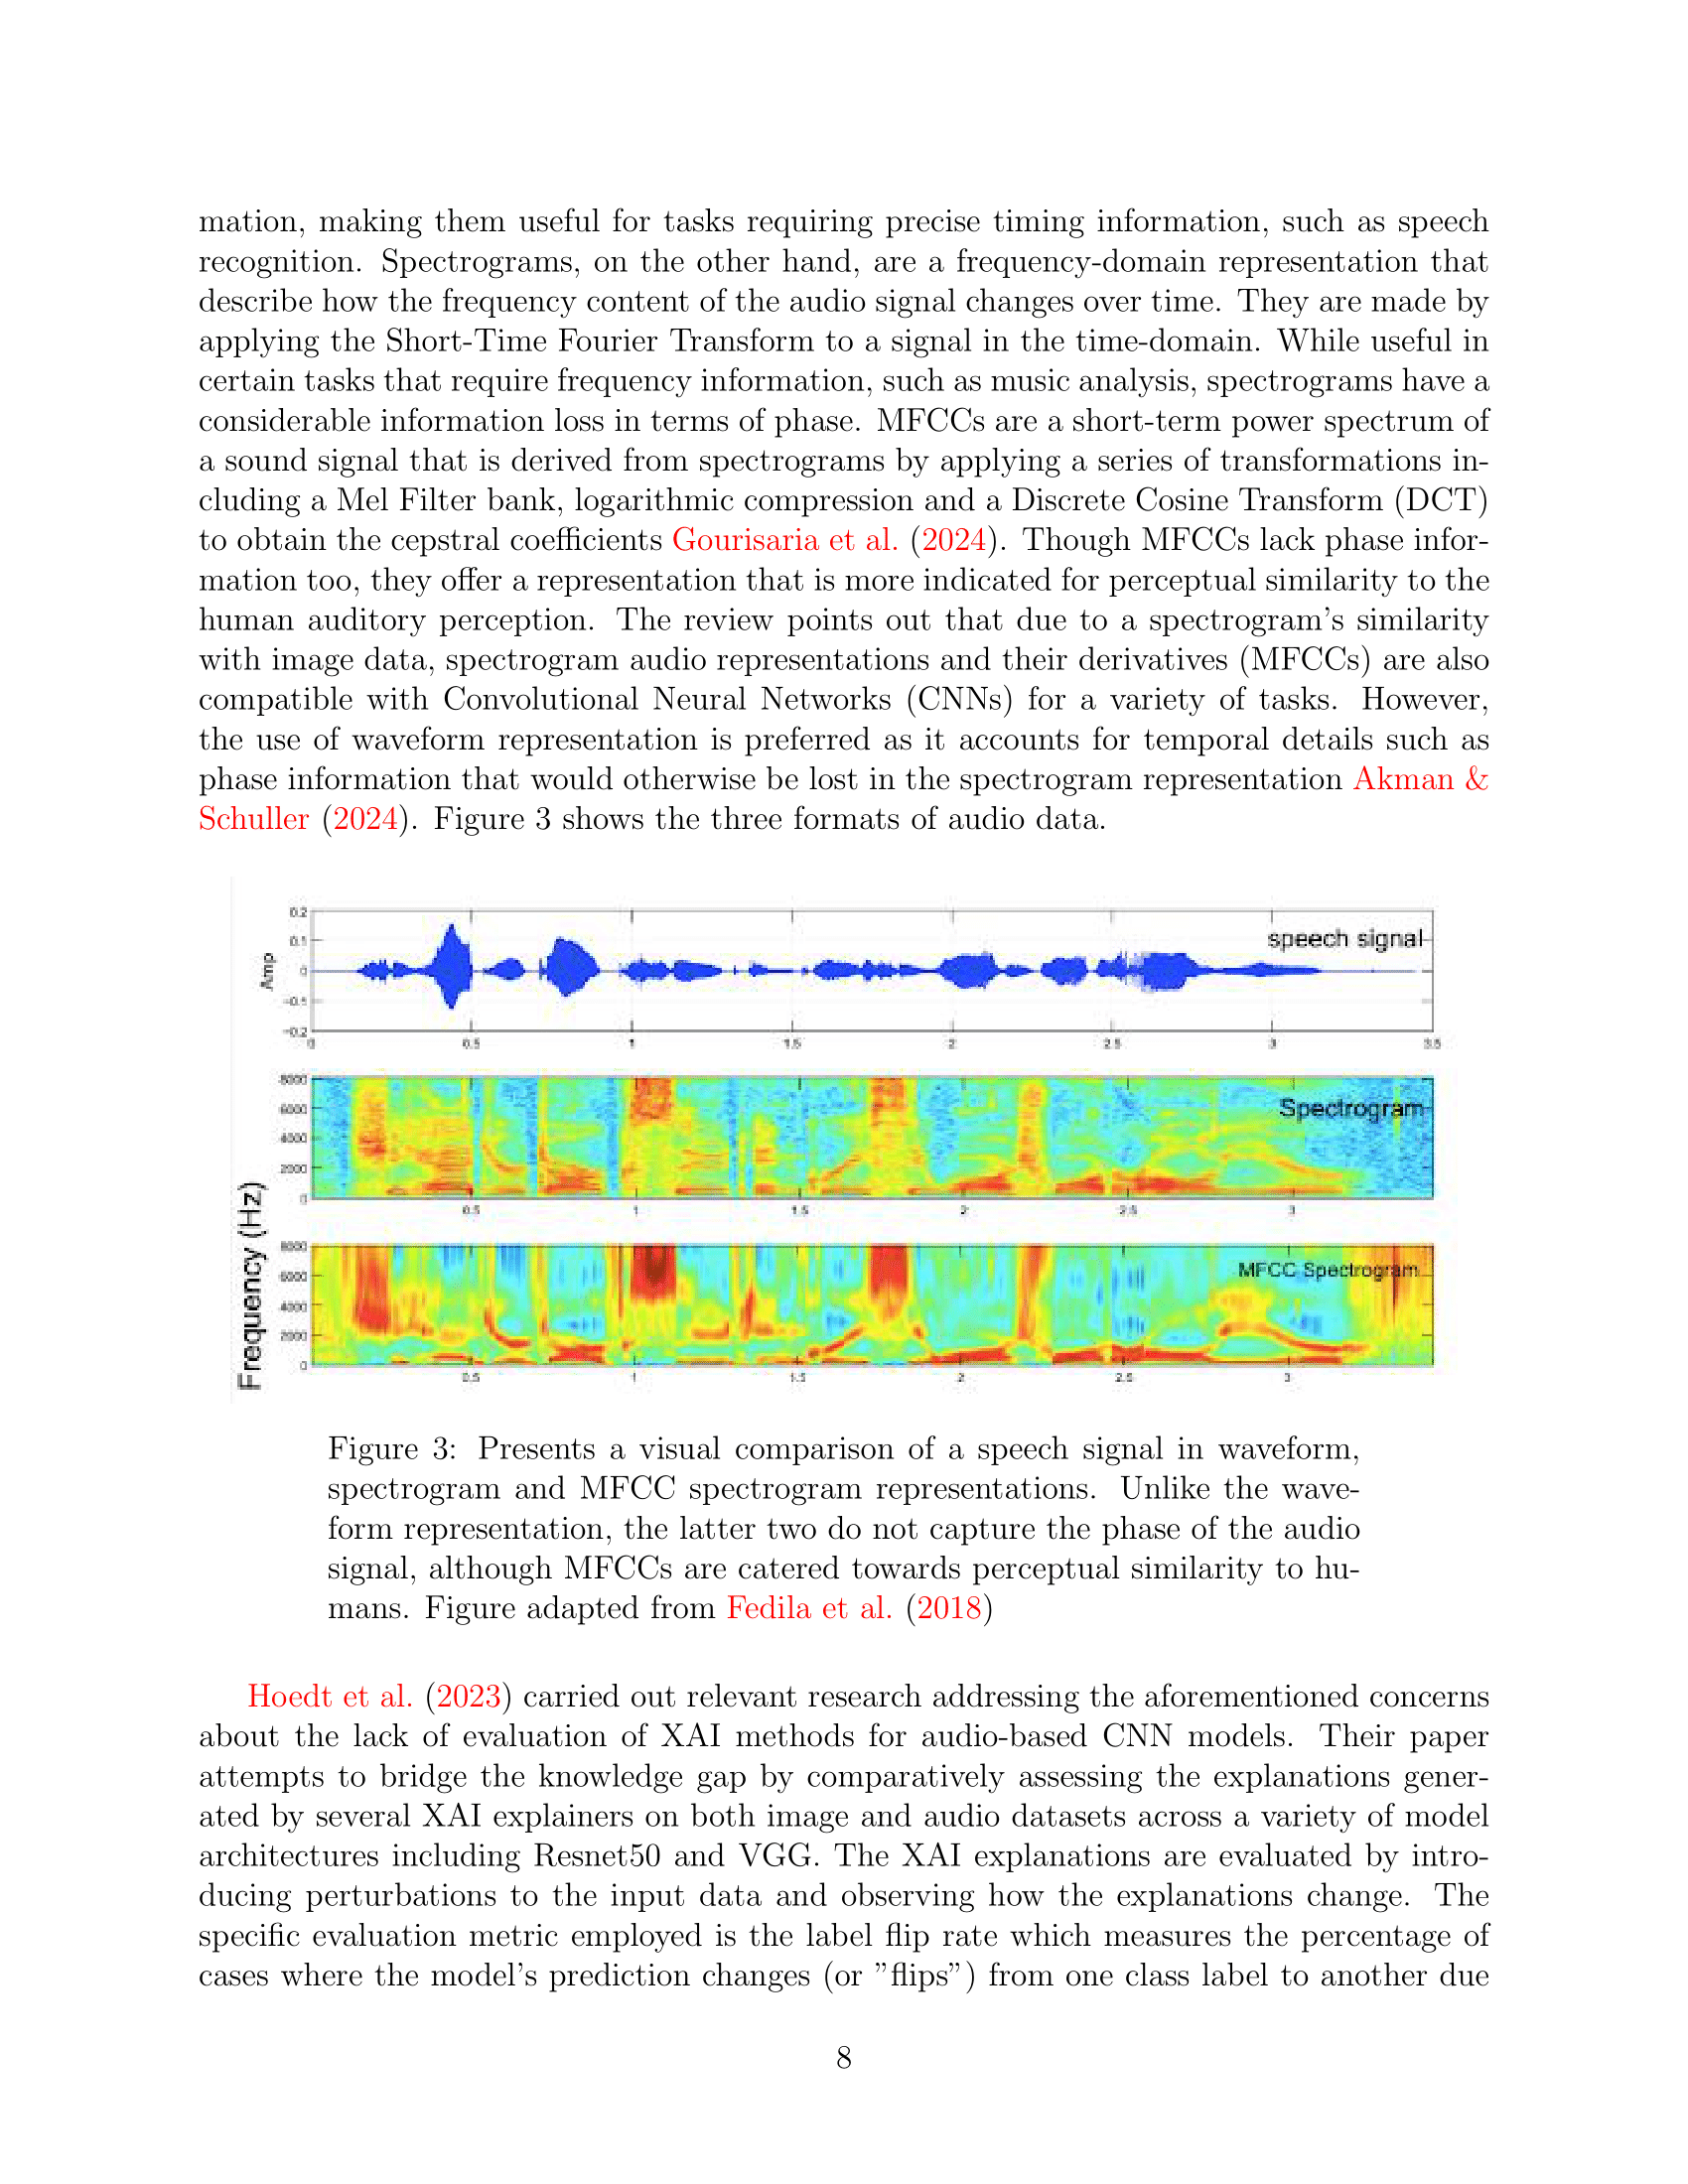 mation, making them useful for tasks requiring precise timing information, such as speech
recognition. Spectrograms, on the other hand, are a frequency-domain representation that
describe how the frequency content of the audio signal changes over time. They are made by
applying the Short-Time Fourier Transform to a signal in the time-domain. While useful in
certain tasks that require frequency information, such as music analysis, spectrograms have a
considerable information loss in terms of phase. MFCCs are a short-term power spectrum of
a sound signal that is derived from spectrograms by applying a series of transformations in-
cluding a Mel Filter bank, logarithmic compression and a Discrete Cosine Transform (DCT)
to obtain the cepstral coefficients Gourisaria et al. (2024). Though MFCCs lack phase infor-
mation too, they offer a representation that is more indicated for perceptual similarity to the
human auditory perception. The review points out that due to a spectrogram's similarity
with image data, spectrogram audio representations and their derivatives (MFCCs) are also
compatible with Convolutional Neural Networks (CNNs) for a variety of tasks. However,
the use of waveform representation is preferred as it accounts for temporal details such as
phase information that would otherwise be lost in the spectrogram representation Akman &
Schuller (2024). Figure 3 shows the three formats of audio data.
Amp
0.2
0.1
0
-0.1
-0.2
speech signal
0 0.5 1 1.5 2 2.5 3 3.5
Frequency (Hz)
8000
6000
4000
2000
0
Spectrogram
0.5 1 1.5 2 2.5 3
8000
6000
4000
2000
0
MFCC Spectrogram
0.5 1 1.5 2 2.5 3
Figure 3: Presents a visual comparison of a speech signal in waveform,
spectrogram and MFCC spectrogram representations. Unlike the wave-
form representation, the latter two do not capture the phase of the audio
signal, although MFCCs are catered towards perceptual similarity to hu-
mans. Figure adapted from Fedila et al. (2018)
Hoedt et al. (2023) carried out relevant research addressing the aforementioned concerns
about the lack of evaluation of XAI methods for audio-based CNN models. Their paper
attempts to bridge the knowledge gap by comparatively assessing the explanations gener-
ated by several XAI explainers on both image and audio datasets across a variety of model
architectures including Resnet50 and VGG. The XAI explanations are evaluated by intro-
ducing perturbations to the input data and observing how the explanations change. The
specific evaluation metric employed is the label flip rate which measures the percentage of
cases where the model's prediction changes (or "flips") from one class label to another due
8